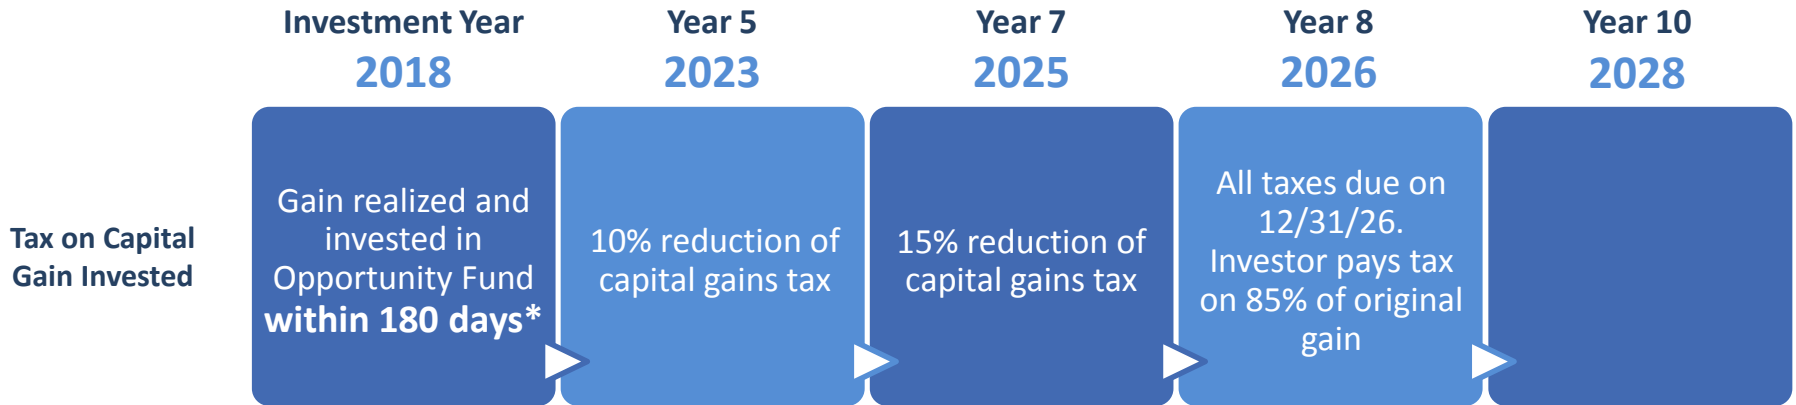 Investment Year
2018
Year 5
2023
Year 7
2025
Year 8
2026
Year 10
2028
Tax on Capital
Gain Invested
Gain realized and
invested in
Opportunity Fund
within 180 days*
10% reduction of
capital gains tax
15% reduction of
capital gains tax
All taxes due on
12/31/26.
Investor pays tax
on 85% of original
gain